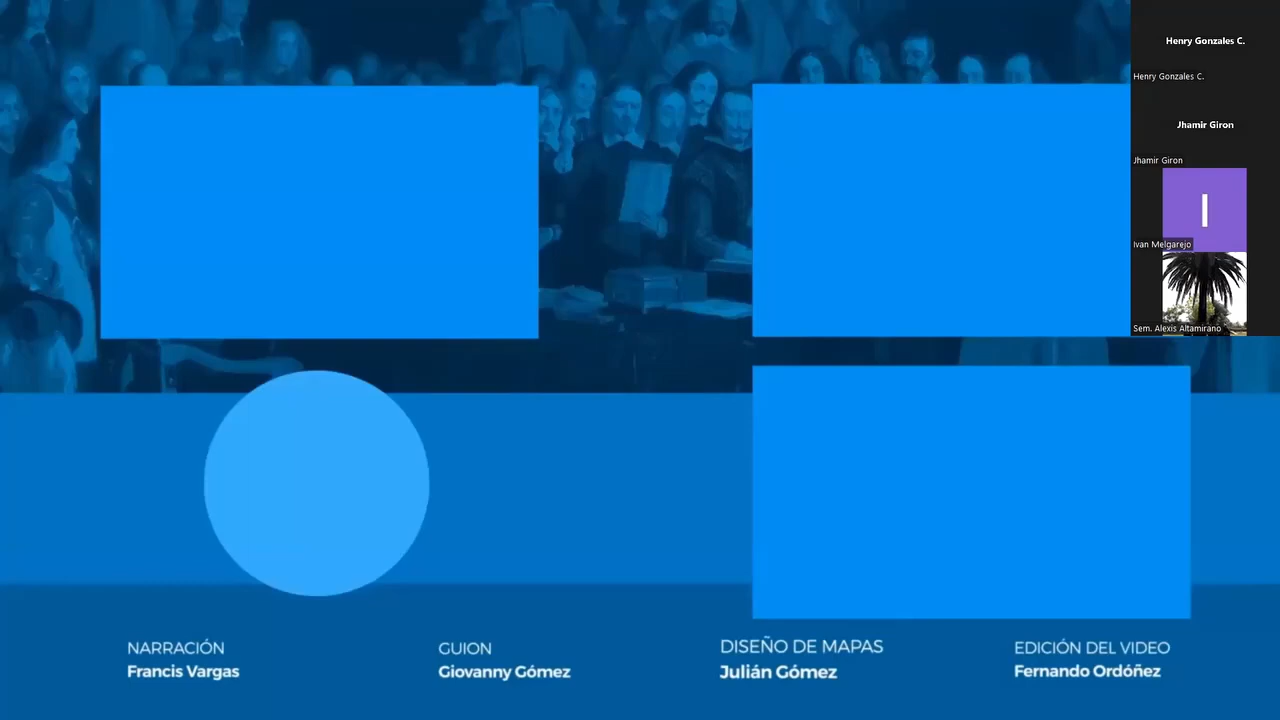 Henry Gonzales C.
Henry Gonzales C.
Jhamir Giron
Jhamir Giron
I
Ivan Melgarejo
Sem. Alexis Altamirano
NARRACIÓN
Francis Vargas
GUION
Giovanny Gómez
DISEÑO DE MAPAS
Julián Gómez
EDICIÓN DEL VIDEO
Fernando Ordóñez